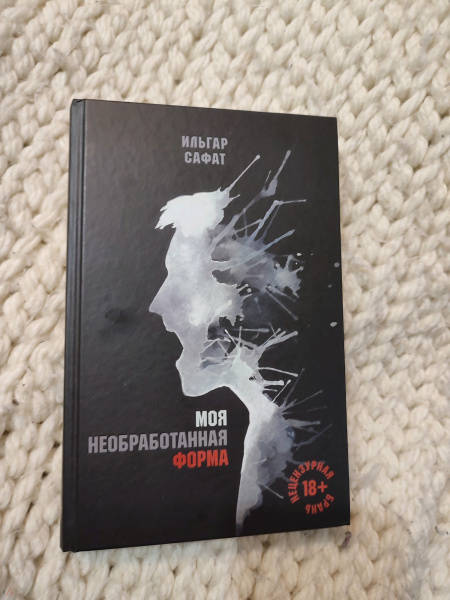 ИЛЬГАР
САФАТ
МОЯ
НЕОБРАБОТАННАЯ
ФОРМА
НЕЦЕНЗУРНАЯ
18+
БРАНЬ